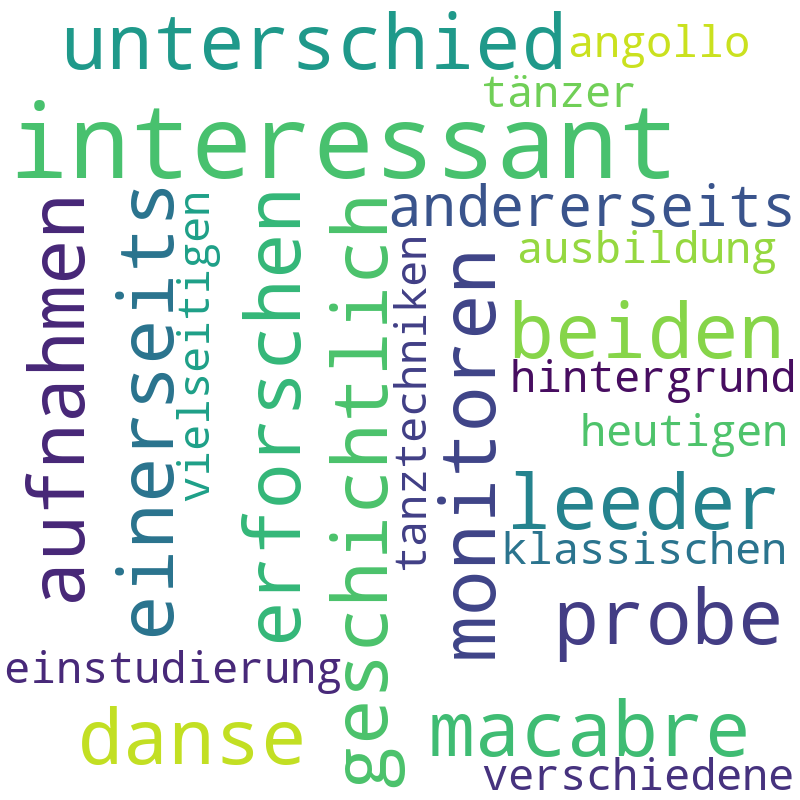 unterschied
angollo
tänzer
interessant
andererseits
aufnahmen
einerseits
vielseitigen
erforschen
geschichtlich
tanztechniken
monitoren
ausbildung
beiden
hintergrund
heutigen
leeder
klassischen
probe
einstudierung
danse
macabre
verschiedene